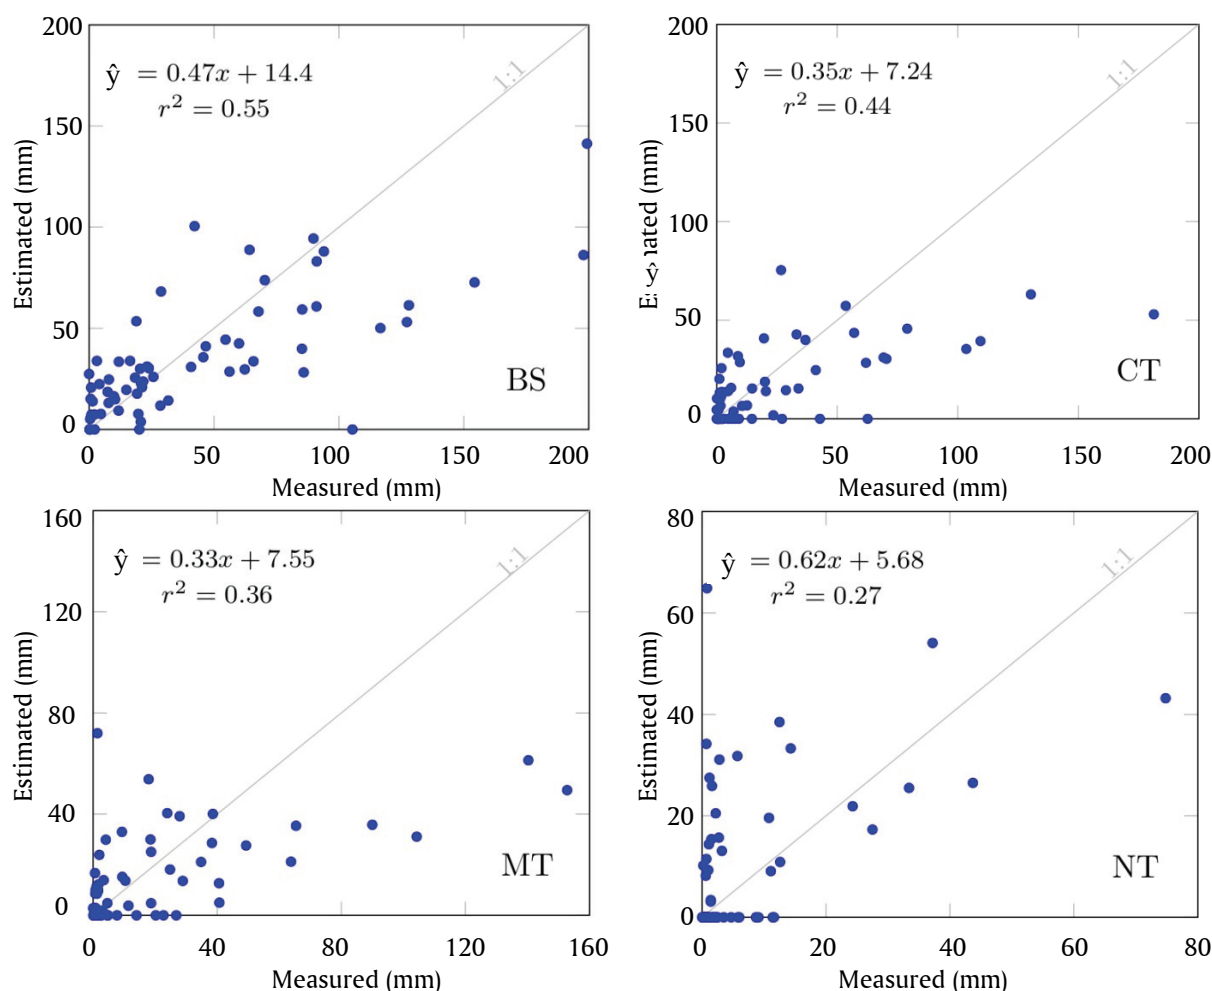 200
ŷ = 0.47x + 14.4
r² = 0.55
1:1
150
100
50
0
Estimated (mm)
BS
0 50 100 150 200
Measured (mm)
200
ŷ = 0.35x + 7.24
r² = 0.44
1:1
150
100
50
0
ŷ
(mm)
CT
0 50 100 150 200
Measured (mm)
160
ŷ = 0.33x + 7.55
r² = 0.36
1:1
120
80
40
0
Estimated (mm)
MT
0 40 80 120 160
Measured (mm)
80
ŷ = 0.62x + 5.68
r² = 0.27
1:1
60
40
20
0
Estimated (mm)
NT
0 20 40 60 80
Measured (mm)